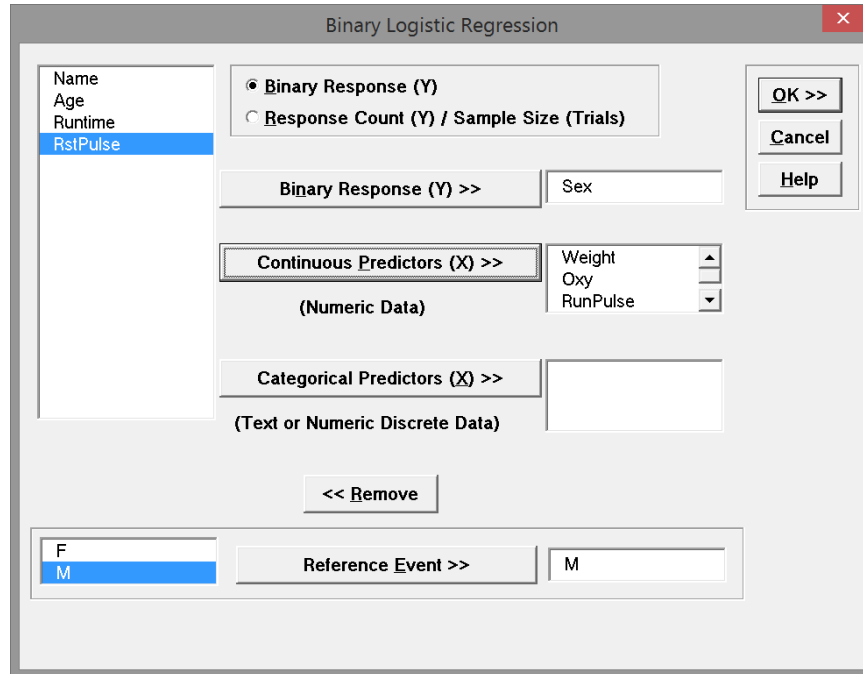 Binary Logistic Regression
Name
Age
Runtime
RstPulse
Binary Response (Y)
Response Count (Y) / Sample Size (Trials)
OK >>
Cancel
Help
Binary Response (Y) >>
Sex
Continuous Predictors (X) >>
(Numeric Data)
Weight
Oxy
RunPulse
Categorical Predictors (X) >>
(Text or Numeric Discrete Data)
<< Remove
F
M
Reference Event >>
M